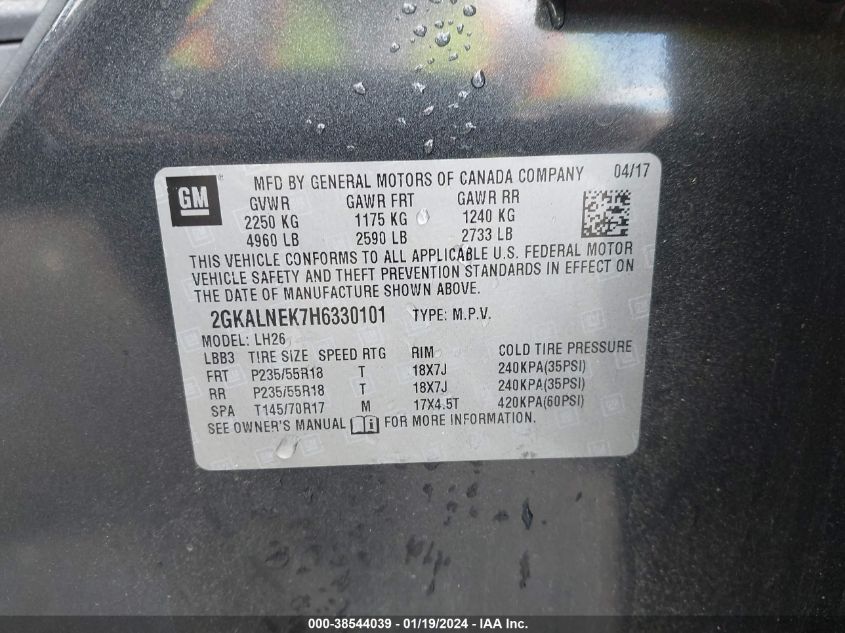 GM
MFD BY GENERAL MOTORS OF CANADA COMPANY 04/17
GVWR GAWR FRT GAWR RR
2250 KG 1175 KG 1240 KG
4960 LB 2590 LB 2733 LB
THIS VEHICLE CONFORMS TO ALL APPLICABLE U.S. FEDERAL MOTOR
VEHICLE SAFETY AND THEFT PREVENTION STANDARDS IN EFFECT ON
THE DATE OF MANUFACTURE SHOWN ABOVE.
2GKALNEK7H6330101 TYPE: M.P.V.
MODEL: LH26
LBB3 TIRE SIZE SPEED RTG RIM COLD TIRE PRESSURE
FRT P235/55R18 T 18X7J 240KPA(35PSI)
RR P235/55R18 T 18X7J 240KPA(35PSI)
SPA T145/70R17 M 17X4.5T 420KPA(60PSI)
SEE OWNER'S MANUAL FOR MORE INFORMATION.
000-38544039 - 01/19/2024 - IAA Inc.